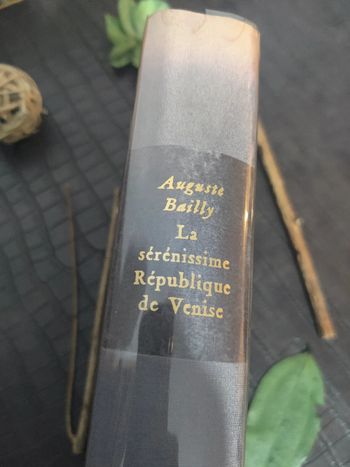 Auguste
Bailly
La
sérénissime
République
de Venise